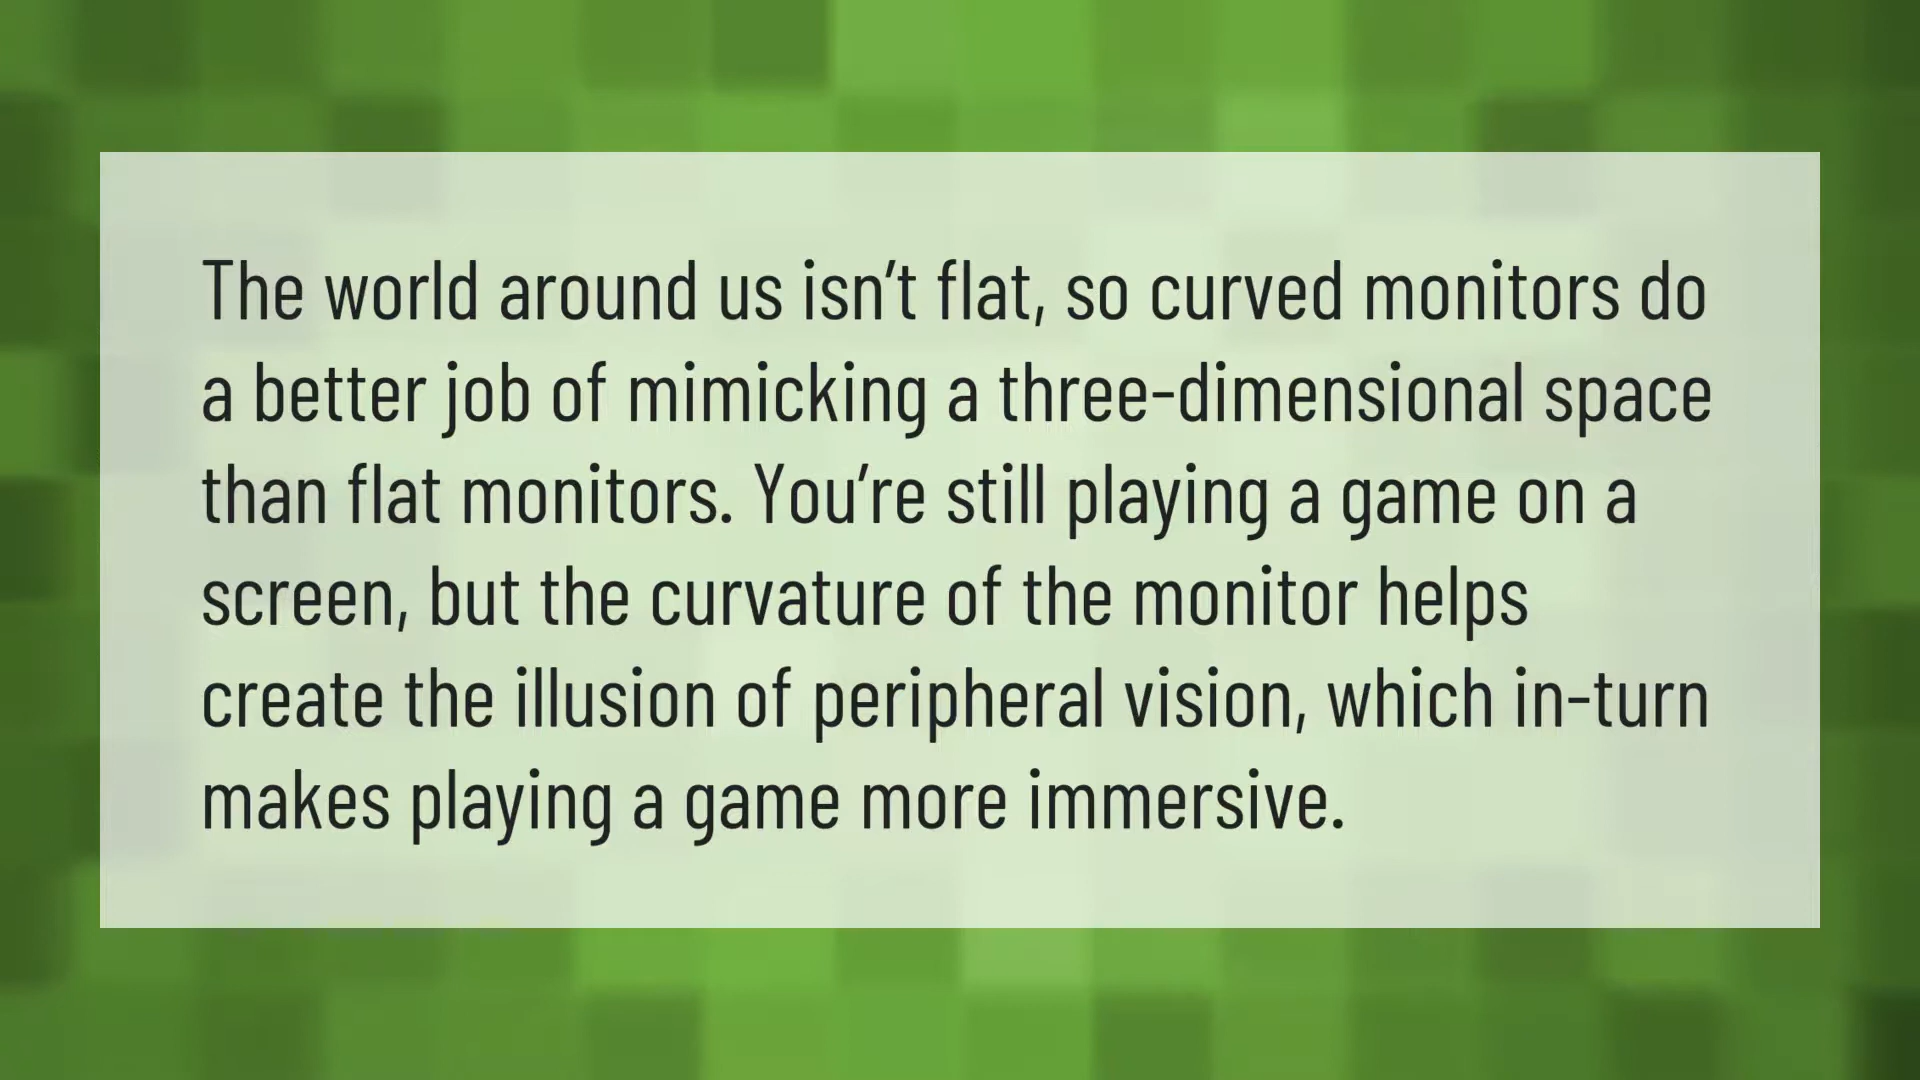 The world around us isn’t flat, so curved monitors do
a better job of mimicking a three-dimensional space
than flat monitors. You’re still playing a game on a
screen, but the curvature of the monitor helps
create the illusion of peripheral vision, which in-turn
makes playing a game more immersive.